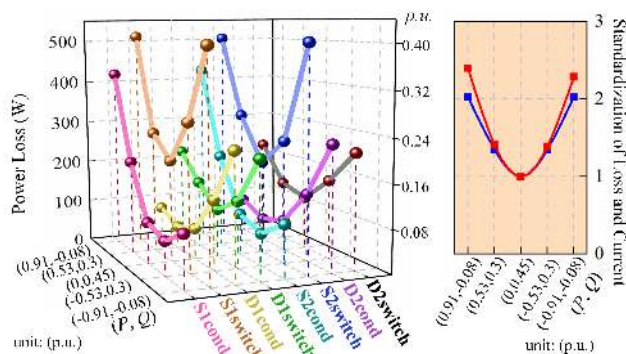 Power Loss (W)
500
400
300
200
100
0
(0.91,-0.08)
(0.53,0.3)
(0,0.45)
(-0.53,0.3)
(-0.91,-0.08)
(P, Q)
unit: (p.u.)
S1cond
S1switch
D1cond
D1switch
S2cond
S2switch
D2cond
D2switch
p.u.
0.40
0.32
0.24
0.16
0.08
3
2
1
0
Standardization of Loss and Current
(0.91,-0.08)
(0.53,0.3)
(0,0.45)
(-0.53,0.3)
(-0.91,-0.08)
(P, Q)
unit: (p.u.)